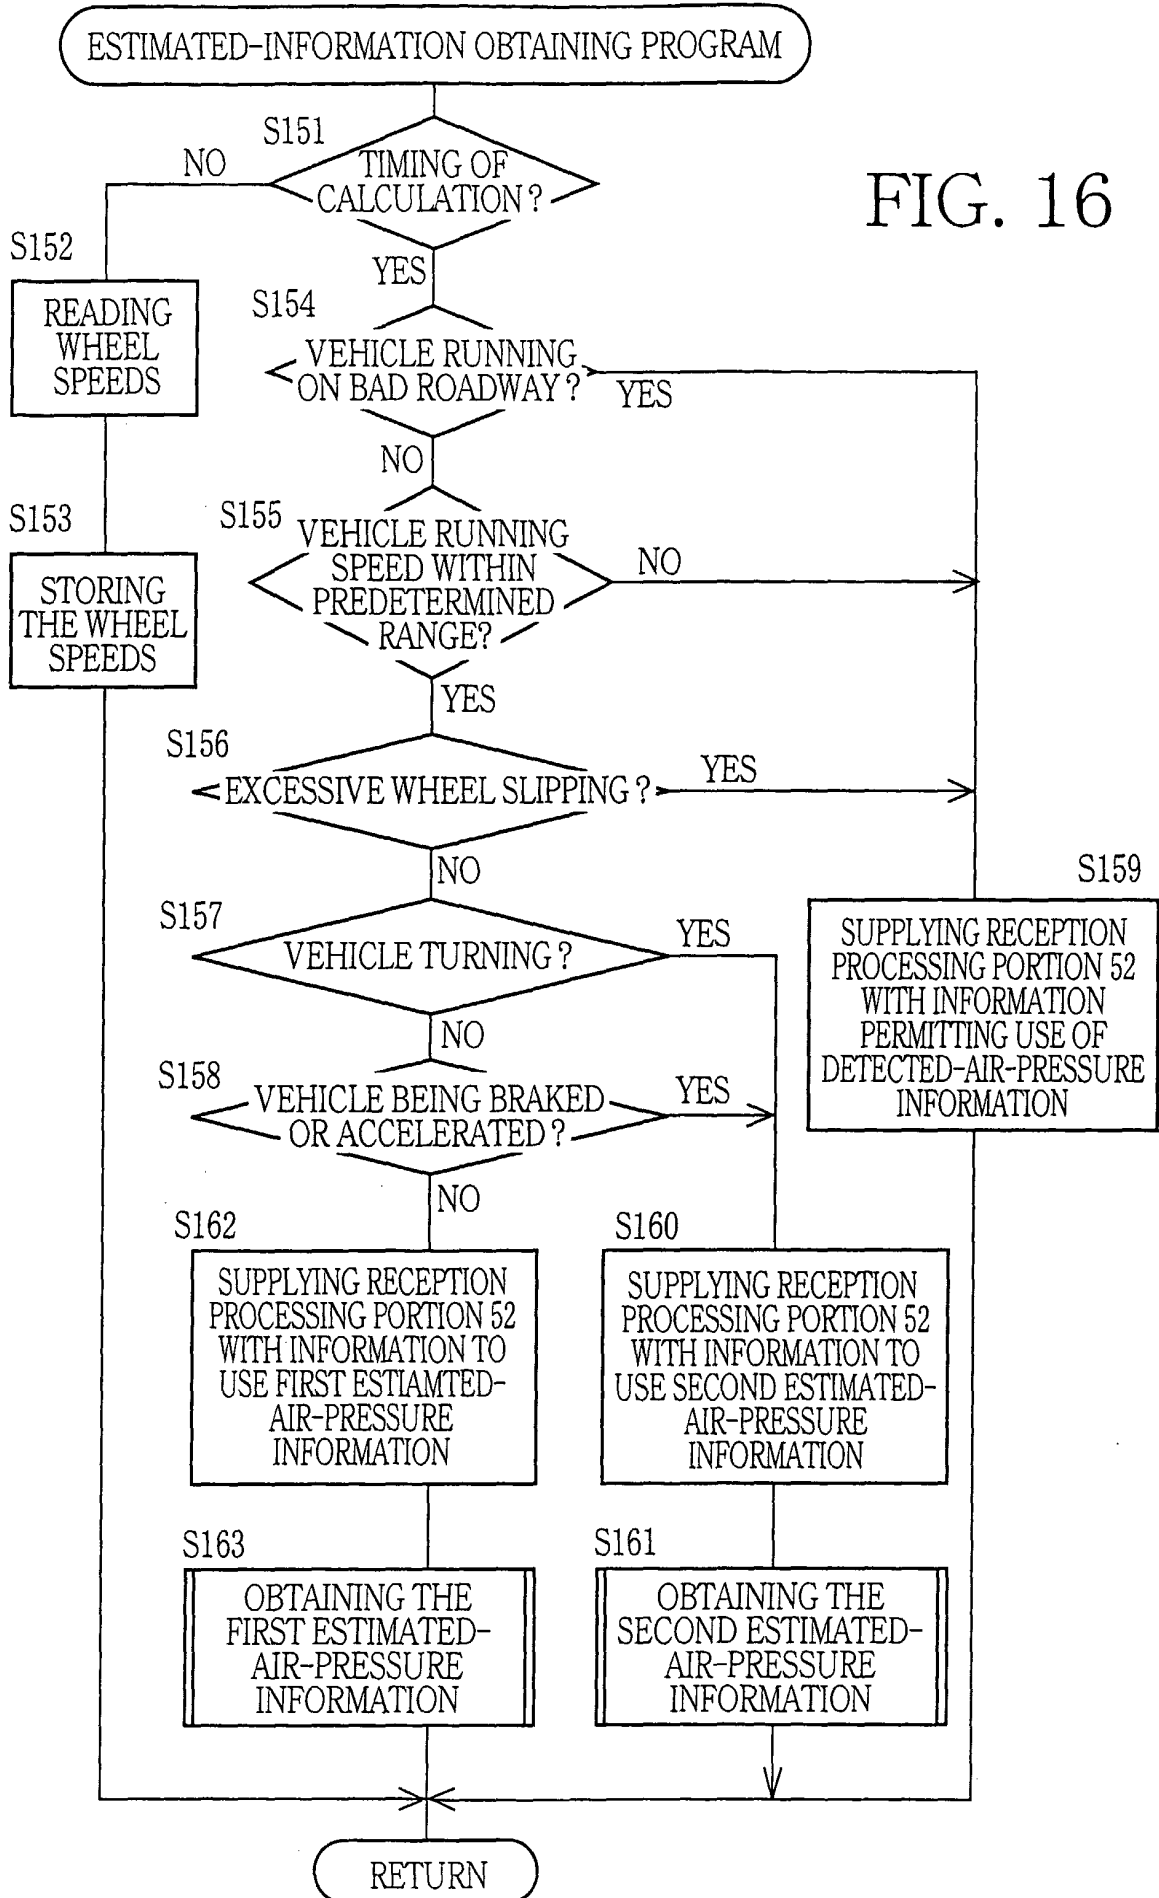 ESTIMATED-INFORMATION OBTAINING PROGRAM
FIG. 16
S151
TIMING OF
CALCULATION?
NO
YES
S152
READING
WHEEL
SPEEDS
S153
STORING
THE WHEEL
SPEEDS
S154
VEHICLE RUNNING
ON BAD ROADWAY?
YES
NO
S155
VEHICLE RUNNING
SPEED WITHIN
PREDETERMINED
RANGE?
NO
YES
S156
EXCESSIVE WHEEL SLIPPING?
YES
NO
S157
VEHICLE TURNING?
YES
NO
S158
VEHICLE BEING BRAKED
OR ACCELERATED?
YES
NO
S159
SUPPLYING RECEPTION
PROCESSING PORTION 52
WITH INFORMATION
PERMITTING USE OF
DETECTED-AIR-PRESSURE
INFORMATION
S162
SUPPLYING RECEPTION
PROCESSING PORTION 52
WITH INFORMATION TO
USE FIRST ESTIAMTED-
AIR-PRESSURE
INFORMATION
S160
SUPPLYING RECEPTION
PROCESSING PORTION 52
WITH INFORMATION TO
USE SECOND ESTIMATED-
AIR-PRESSURE
INFORMATION
S163
OBTAINING THE
FIRST ESTIMATED-
AIR-PRESSURE
INFORMATION
S161
OBTAINING THE
SECOND ESTIMATED-
AIR-PRESSURE
INFORMATION
RETURN